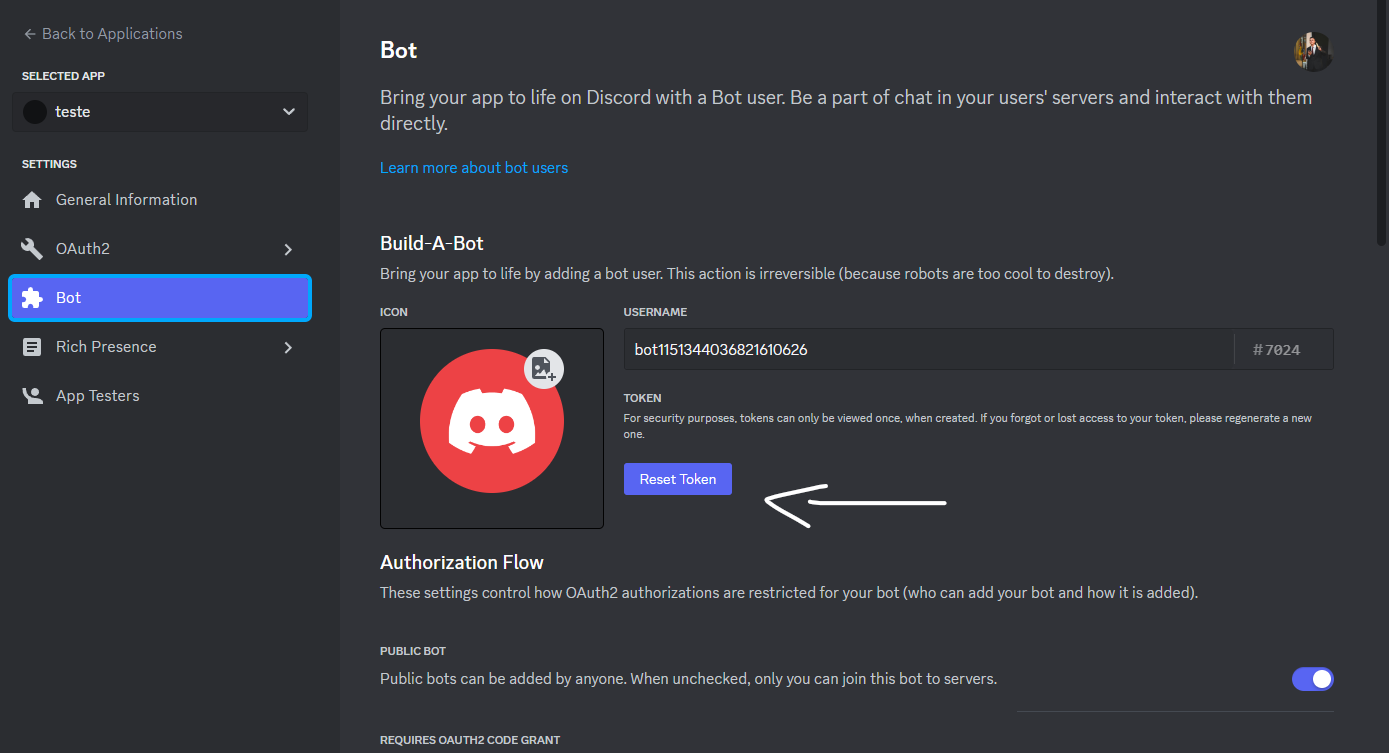 Back to Applications
SELECTED APP
teste
SETTINGS
General Information
OAuth2
Bot
Rich Presence
App Testers
Bot
Bring your app to life on Discord with a Bot user. Be a part of chat in your users' servers and interact with them
directly.
Learn more about bot users
Build-A-Bot
Bring your app to life by adding a bot user. This action is irreversible (because robots are too cool to destroy).
ICON
USERNAME
bot1151344036821610626
#7024
TOKEN
For security purposes, tokens can only be viewed once, when created. If you forgot or lost access to your token, please regenerate a new
one.
Reset Token
Authorization Flow
These settings control how OAuth2 authorizations are restricted for your bot (who can add your bot and how it is added).
PUBLIC BOT
Public bots can be added by anyone. When unchecked, only you can join this bot to servers.
REQUIRES OAUTH2 CODE GRANT